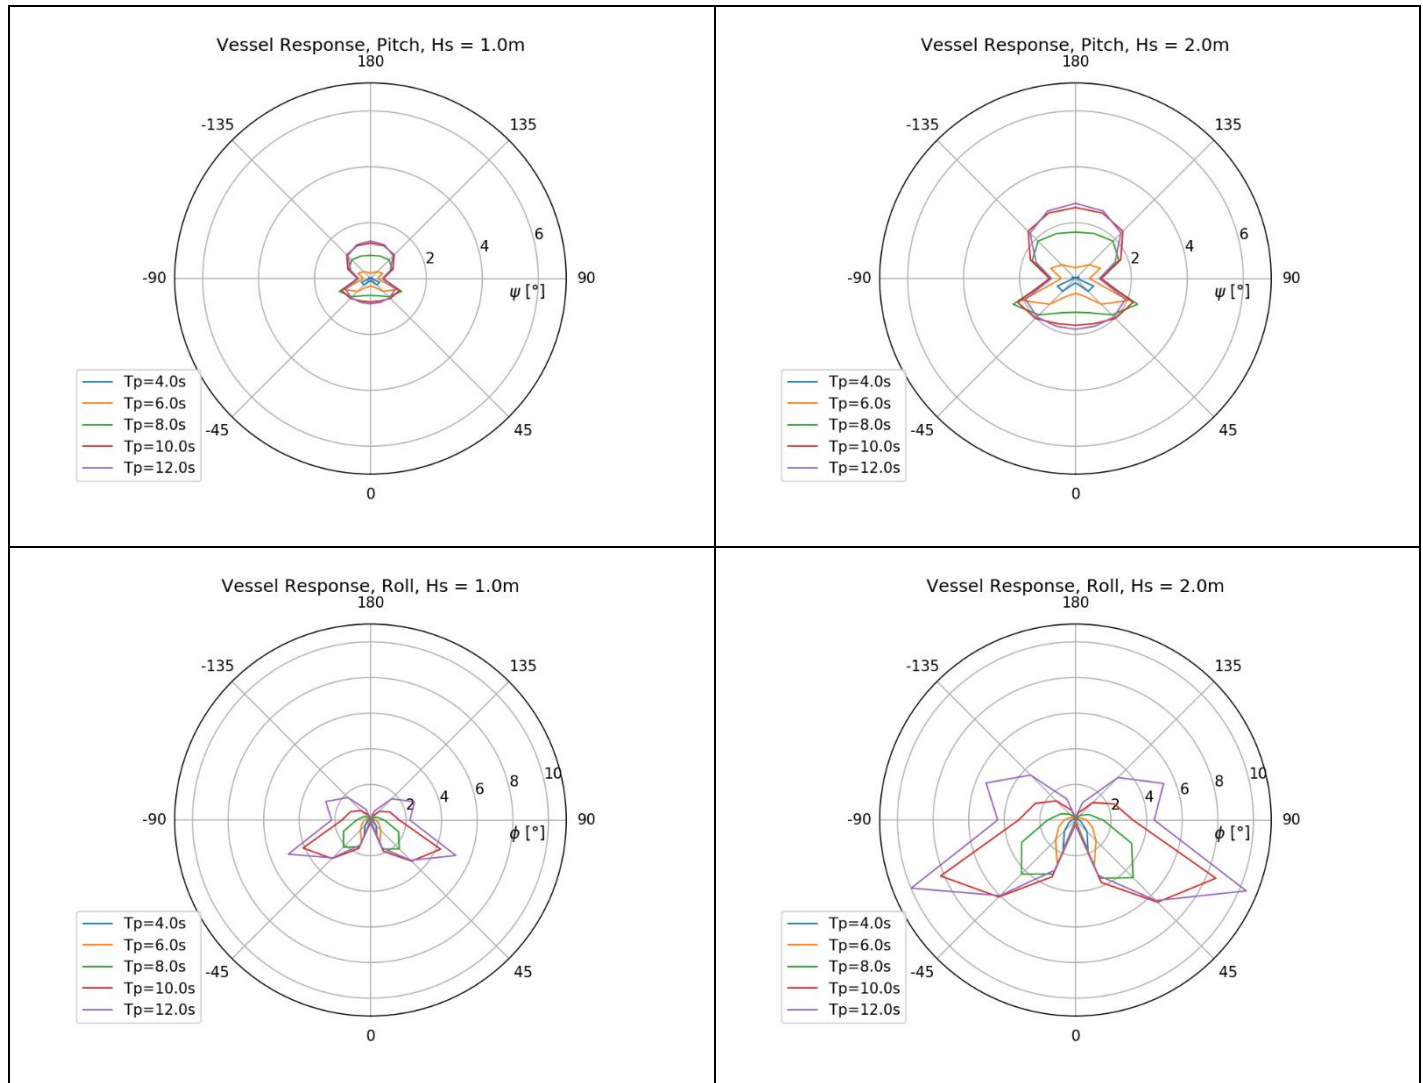 Vessel Response, Pitch, Hs = 1.0m
180
-135
135
6
4
2
-90
90
ψ [°]
Tp=4.0s
Tp=6.0s
Tp=8.0s
Tp=10.0s
Tp=12.0s
-45
45
0
Vessel Response, Pitch, Hs = 2.0m
180
-135
135
6
4
2
-90
90
ψ [°]
Tp=4.0s
Tp=6.0s
Tp=8.0s
Tp=10.0s
Tp=12.0s
-45
45
0
Vessel Response, Roll, Hs = 1.0m
180
-135
135
10
8
6
4
2
-90
90
ϕ [°]
Tp=4.0s
Tp=6.0s
Tp=8.0s
Tp=10.0s
Tp=12.0s
-45
45
0
Vessel Response, Roll, Hs = 2.0m
180
-135
135
10
8
6
4
2
-90
90
ϕ [°]
Tp=4.0s
Tp=6.0s
Tp=8.0s
Tp=10.0s
Tp=12.0s
-45
45
0